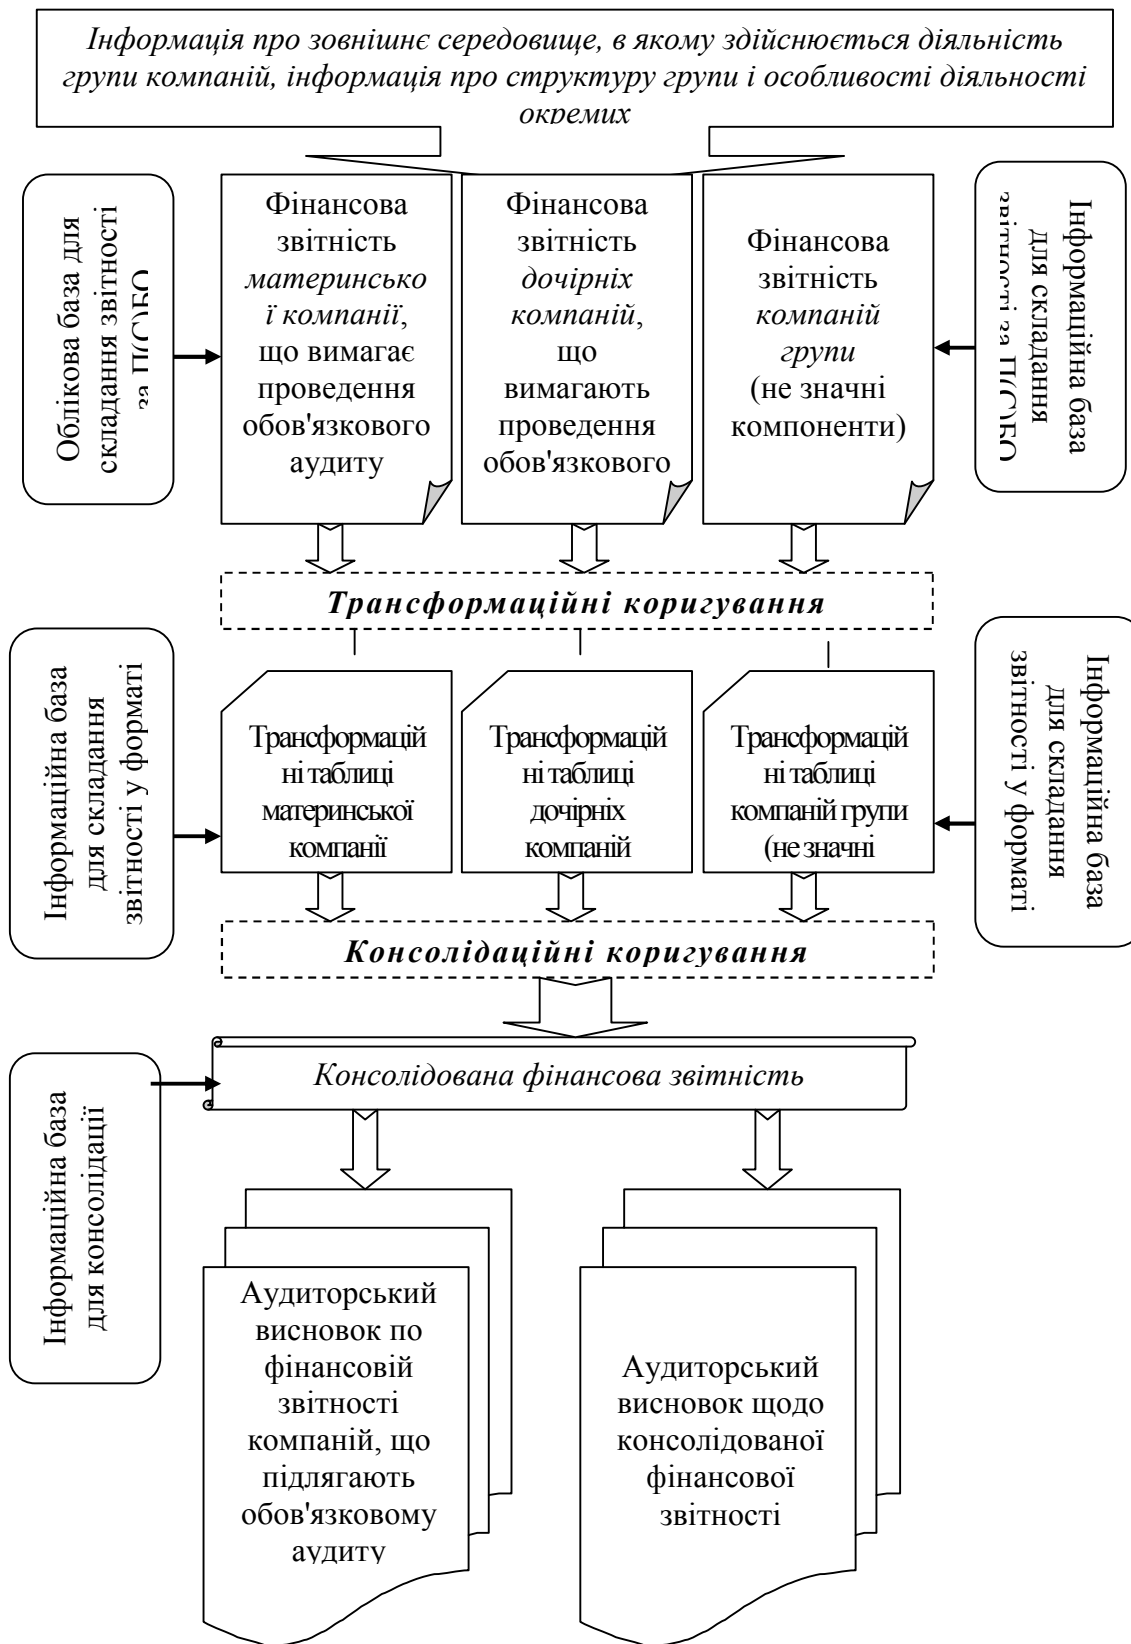 Інформація про зовнішнє середовище, в якому здійснюється діяльність
групи компаній, інформація про структуру групи і особливості діяльності
окремих
Облікова база для
складання звітності
за П(С)БО
Фінансова
звітність
материнсько
ї компанії,
що вимагає
проведення
обов'язкового
аудиту
Фінансова
звітність
дочірніх
компаній,
що
вимагають
проведення
обов'язкового
Фінансова
звітність
компаній
групи
(не значні
компоненти)
Інформаційна база
для складання
звітності за П(С)БО
Трансформаційні коригування
Інформаційна база
для складання
звітності у форматі
Трансформацій
ні таблиці
материнської
компанії
Трансформацій
ні таблиці
дочірніх
компаній
Трансформацій
ні таблиці
компаній групи
(не значні
Інформаційна база
для складання
звітності у форматі
Консолідаційні коригування
Консолідована фінансова звітність
Інформаційна база
для консолідації
Аудиторський
висновок по
фінансовій
звітності
компаній, що
підлягають
обов'язковому
аудиту
Аудиторський
висновок щодо
консолідованої
фінансової
звітності